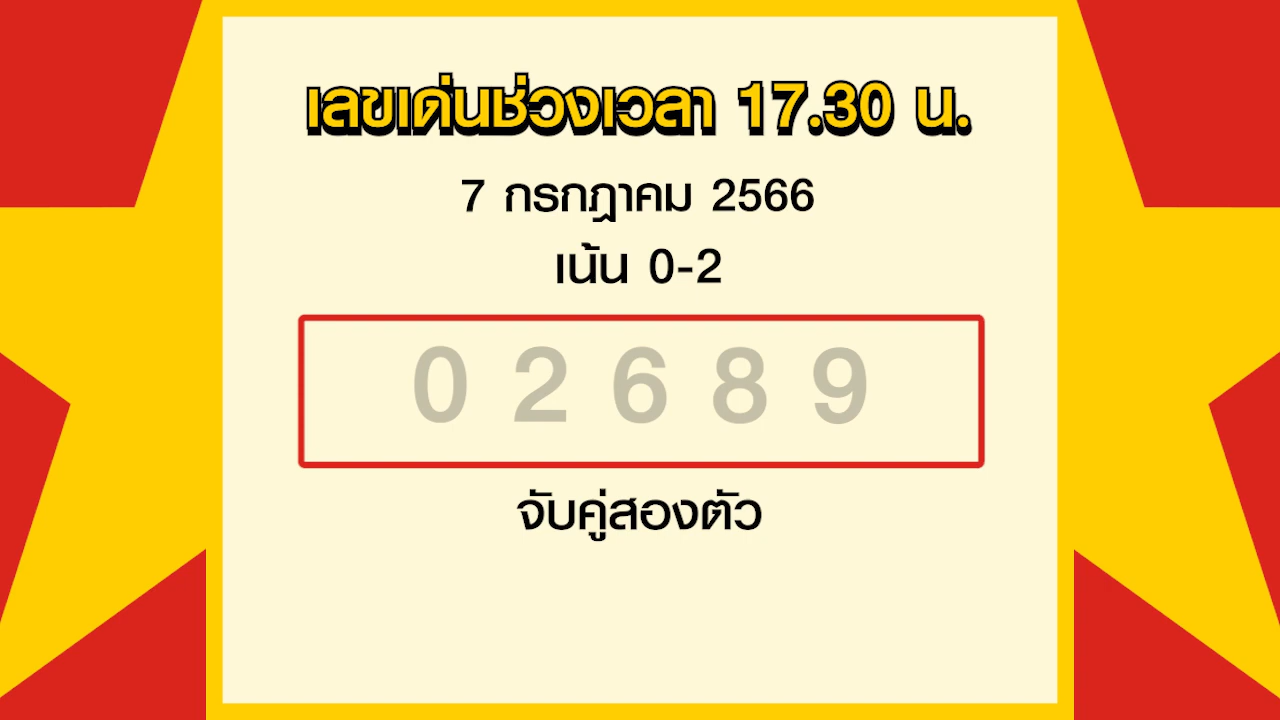 เลขเด่นช่วงเวลา 17.30 น.
7 กรกฎาคม 2566
เน้น 0-2
0 2 6 8 9
จับคู่สองตัว